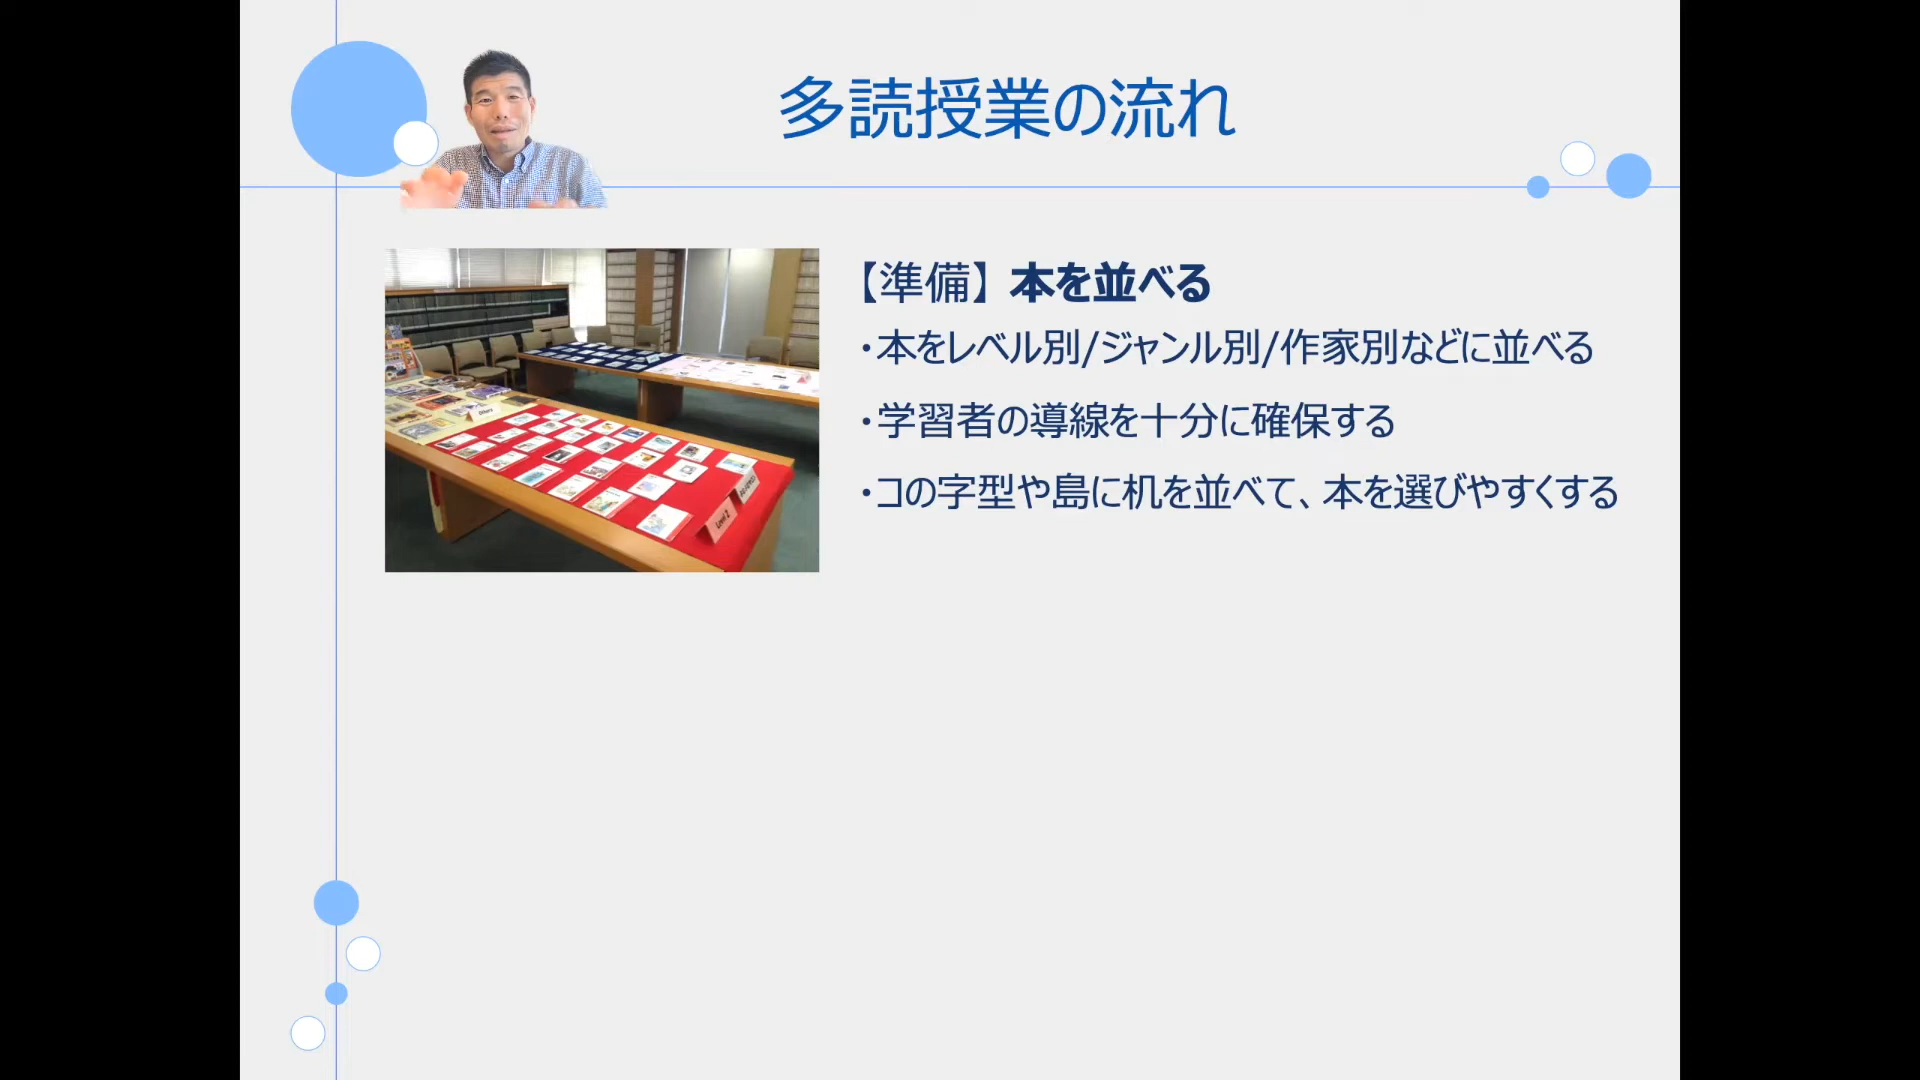 多読授業の流れ
【準備】本を並べる
・本をレベル別/ジャンル別/作家別などに並べる
・学習者の導線を十分に確保する
・コの字型や島に机を並べて、本を選びやすくする
Others
Level 2